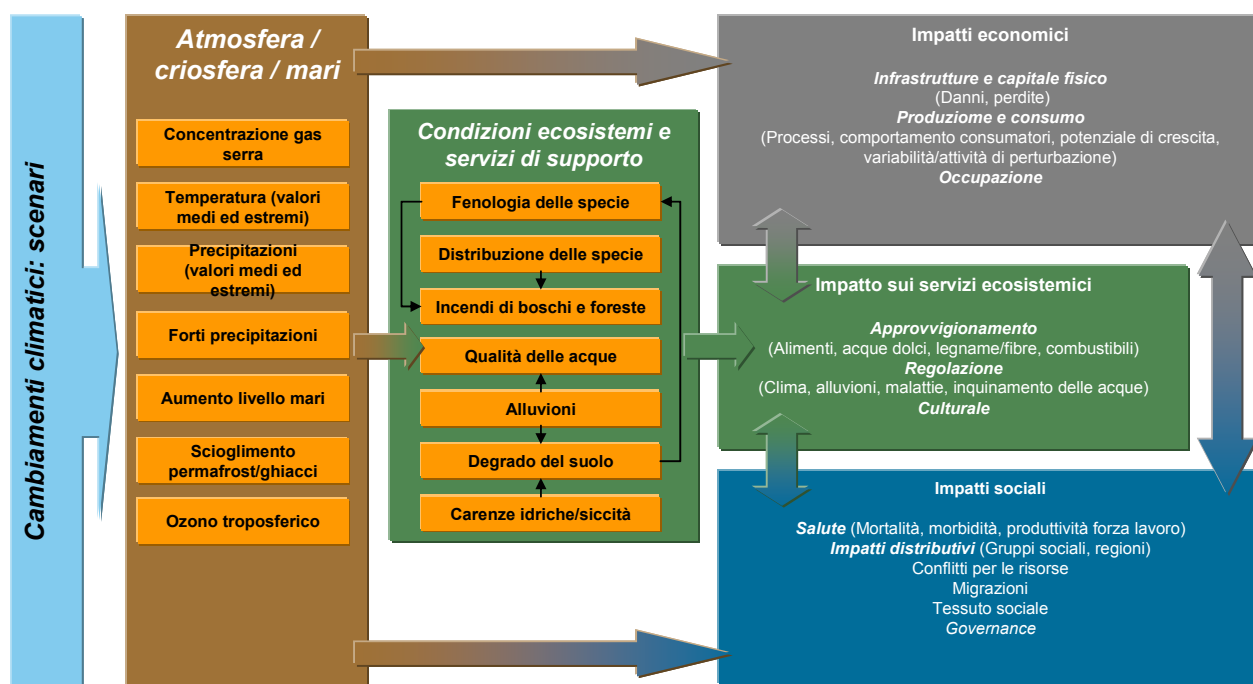 Cambiamenti climatici: scenari
Atmosfera /
criosfera / mari
Concentrazione gas
serra
Temperatura (valori
medi ed estremi)
Precipitazioni
(valori medi ed
estremi)
Forti precipitazioni
Aumento livello mari
Scioglimento
permafrost/ghiacci
Ozono troposferico
Condizioni ecosistemi e
servizi di supporto
Fenologia delle specie
Distribuzione delle specie
Incendi di boschi e foreste
Qualità delle acque
Alluvioni
Degrado del suolo
Carenze idriche/siccità
Impatti economici
Infrastrutture e capitale fisico
(Danni, perdite)
Produziome e consumo
(Processi, comportamento consumatori, potenziale di crescita,
variabilità/attività di perturbazione)
Occupazione
Impatto sui servizi ecosistemici
Approvvigionamento
(Alimenti, acque dolci, legname/fibre, combustibili)
Regolazione
(Clima, alluvioni, malattie, inquinamento delle acque)
Culturale
Impatti sociali
Salute (Mortalità, morbidità, produttività forza lavoro)
Impatti distributivi (Gruppi sociali, regioni)
Conflitti per le risorse
Migrazioni
Tessuto sociale
Governance